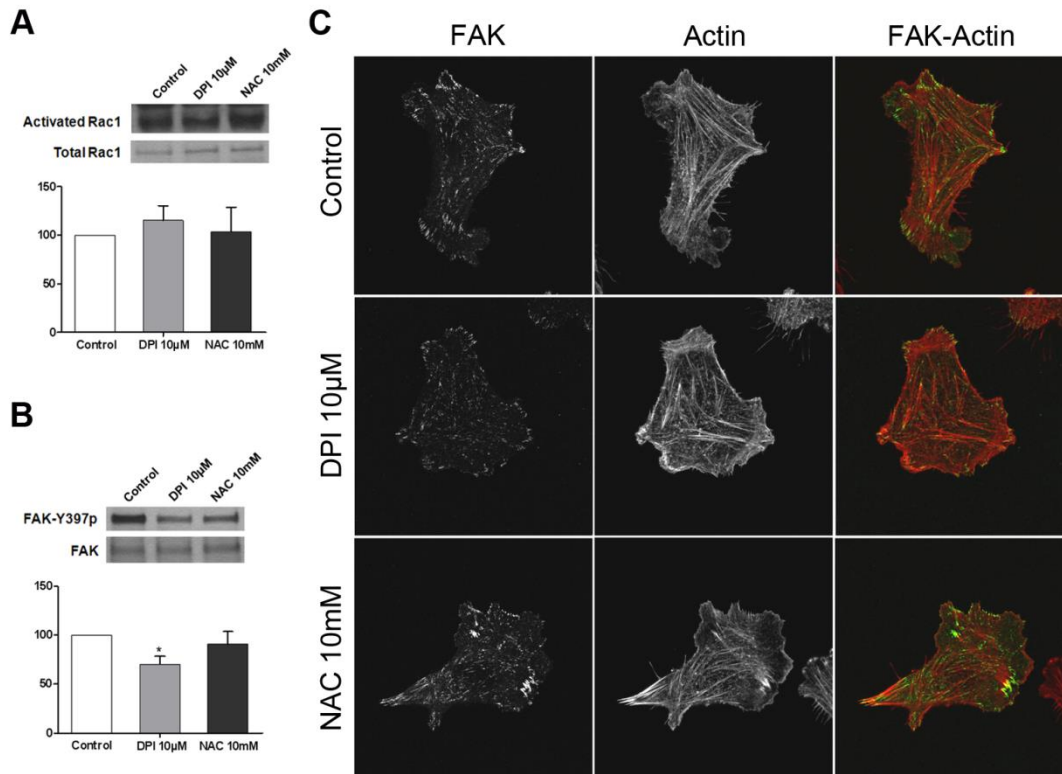 A
Control
DPI 10µM
NAC 10mM
Activated Rac1
Total Rac1
150
100
50
0
Control
DPI 10µM
NAC 10mM
B
Control
DPI 10µM
NAC 10mM
FAK-Y397p
FAK
150
100
50
0
*
Control
DPI 10µM
NAC 10mM
C
FAK
Actin
FAK-Actin
Control
DPI 10µM
NAC 10mM